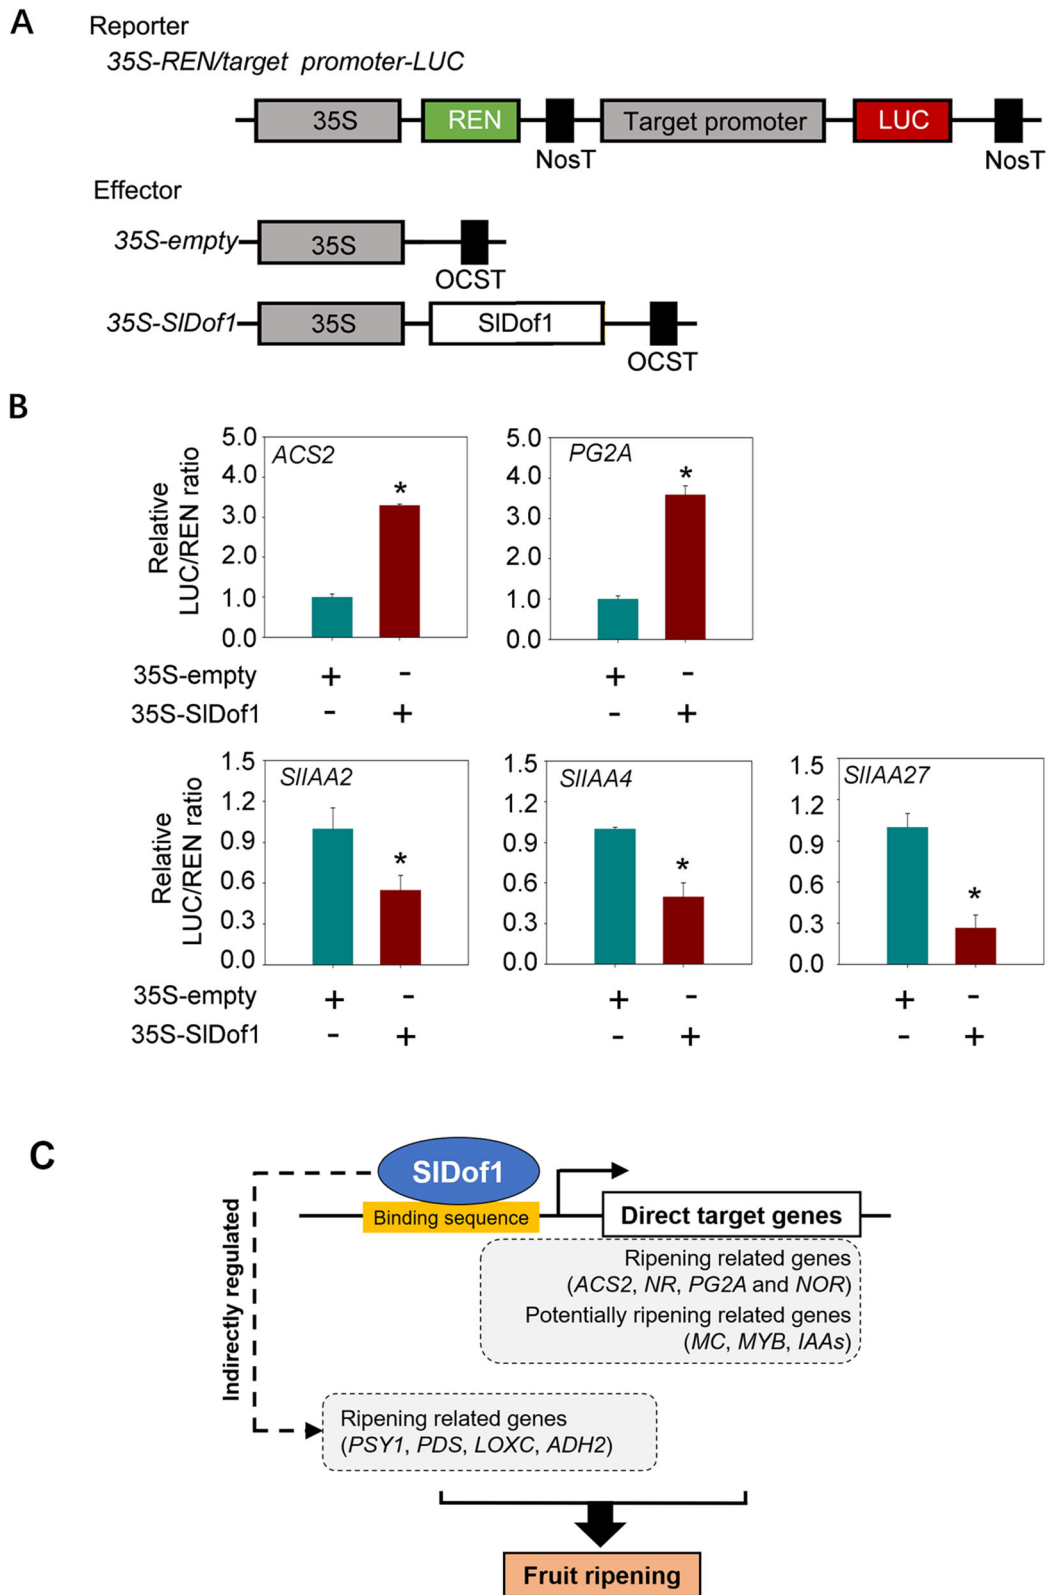 A
Reporter
35S-REN/target promoter-LUC
35S REN Target promoter LUC
NosT NosT
Effector
35S-empty 35S
OCST
35S-SlDof1 35S SlDof1
OCST
B
Relative LUC/REN ratio
5.0
4.0
3.0
2.0
1.0
0.0
ACS2
*
5.0
4.0
3.0
2.0
1.0
0.0
PG2A
*
35S-empty + - + -
35S-SlDof1 - + - +
Relative LUC/REN ratio
1.5
1.2
0.9
0.6
0.3
0.0
SlIAA2
*
1.5
1.2
0.9
0.6
0.3
0.0
SlIAA4
*
1.5
1.2
0.9
0.6
0.3
0.0
SlIAA27
*
35S-empty + - + - + -
35S-SlDof1 - + - + - +
C
SlDof1
Binding sequence
Direct target genes
Indirectly regulated
Ripening related genes
(ACS2, NR, PG2A and NOR)
Potentially ripening related genes
(MC, MYB, IAAs)
Ripening related genes
(PSY1, PDS, LOXC, ADH2)
Fruit ripening